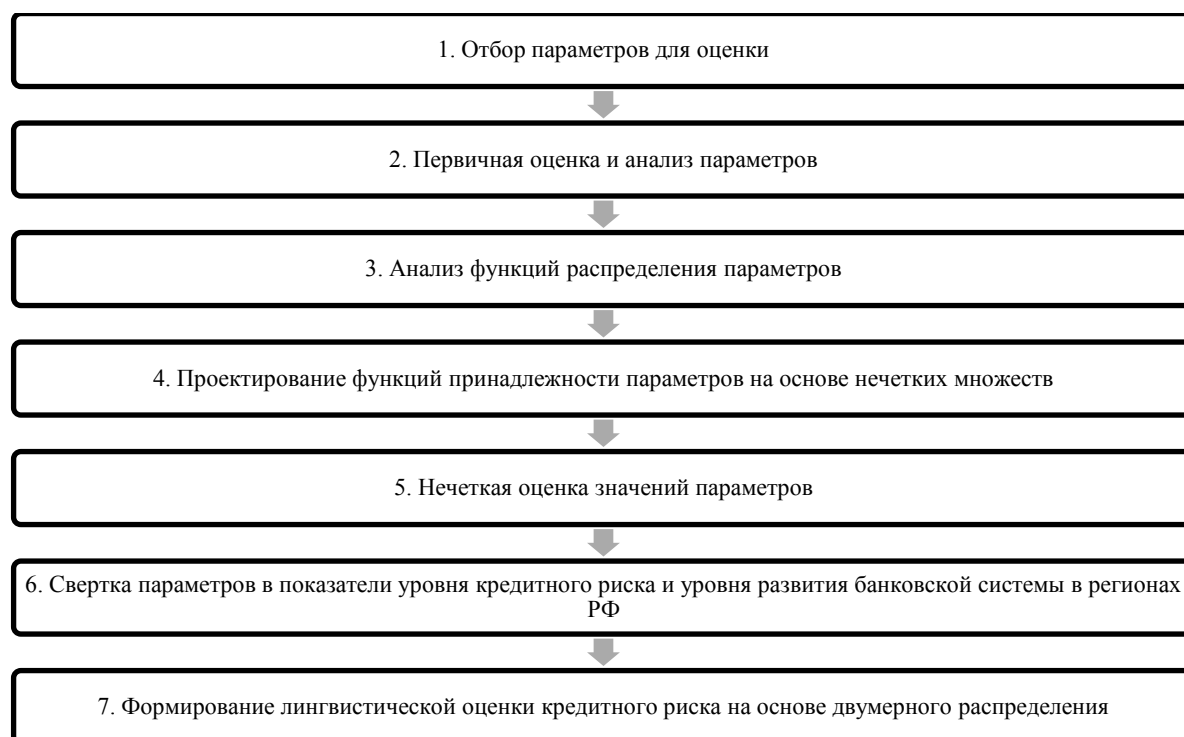 1. Отбор параметров для оценки
2. Первичная оценка и анализ параметров
3. Анализ функций распределения параметров
4. Проектирование функций принадлежности параметров на основе нечетких множеств
5. Нечеткая оценка значений параметров
6. Свертка параметров в показатели уровня кредитного риска и уровня развития банковской системы в регионах
РФ
7. Формирование лингвистической оценки кредитного риска на основе двумерного распределения